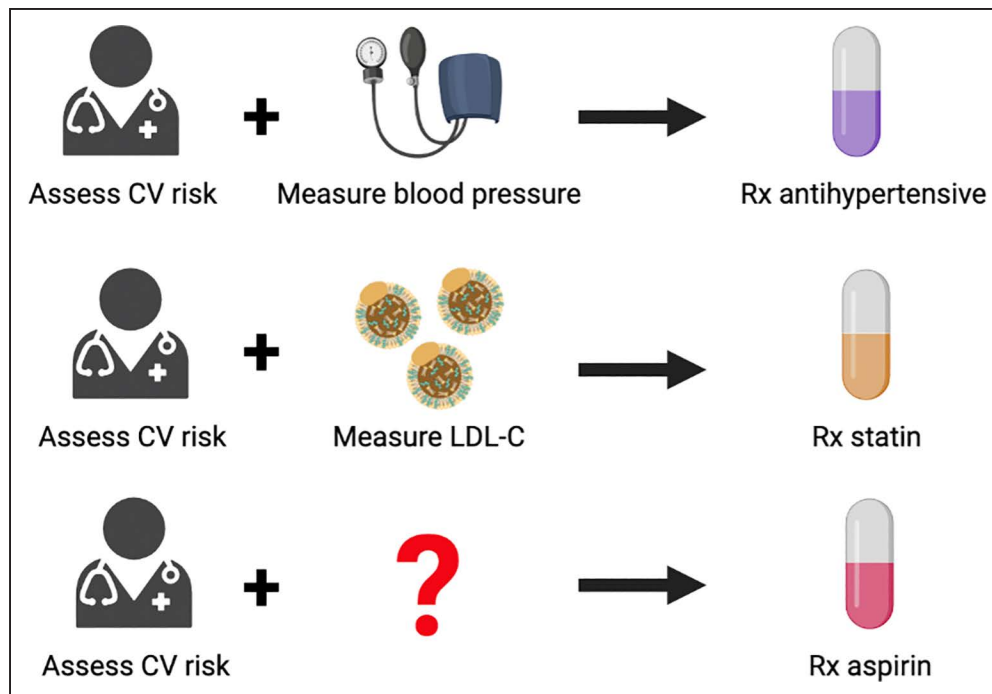 Assess CV risk
+
Measure blood pressure
Rx antihypertensive
Assess CV risk
+
Measure LDL-C
Rx statin
Assess CV risk
+
?
Rx aspirin